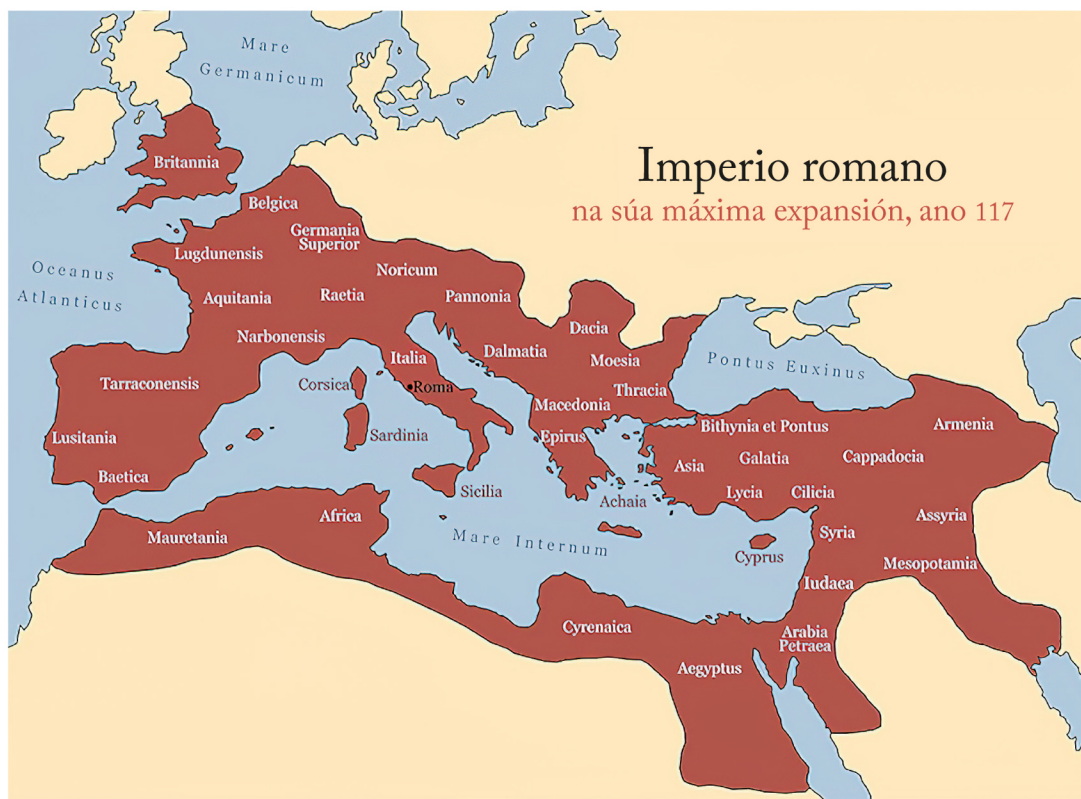 Mare
Germanicum
Imperio romano
na súa máxima expansión, ano 117
Britannia
Belgica
Germania
Superior
Lugdunensis
Oceanus
Atlanticus
Noricum
Aquitania
Raetia
Pannonia
Dacia
Narbonensis
Dalmatia
Italia
Moesia
Pontus Euxinus
Tarraconensis
Corsica
Roma
Thracia
Macedonia
Bithynia et Pontus
Armenia
Lusitania
Sardinia
Epirus
Asia
Galatia
Cappadocia
Baetica
Sicilia
Achaia
Lycia
Cilicia
Africa
Assyria
Mauretania
Mare Internum
Syria
Cyprus
Mesopotamia
Iudaea
Cyrenaica
Arabia
Petraea
Aegyptus